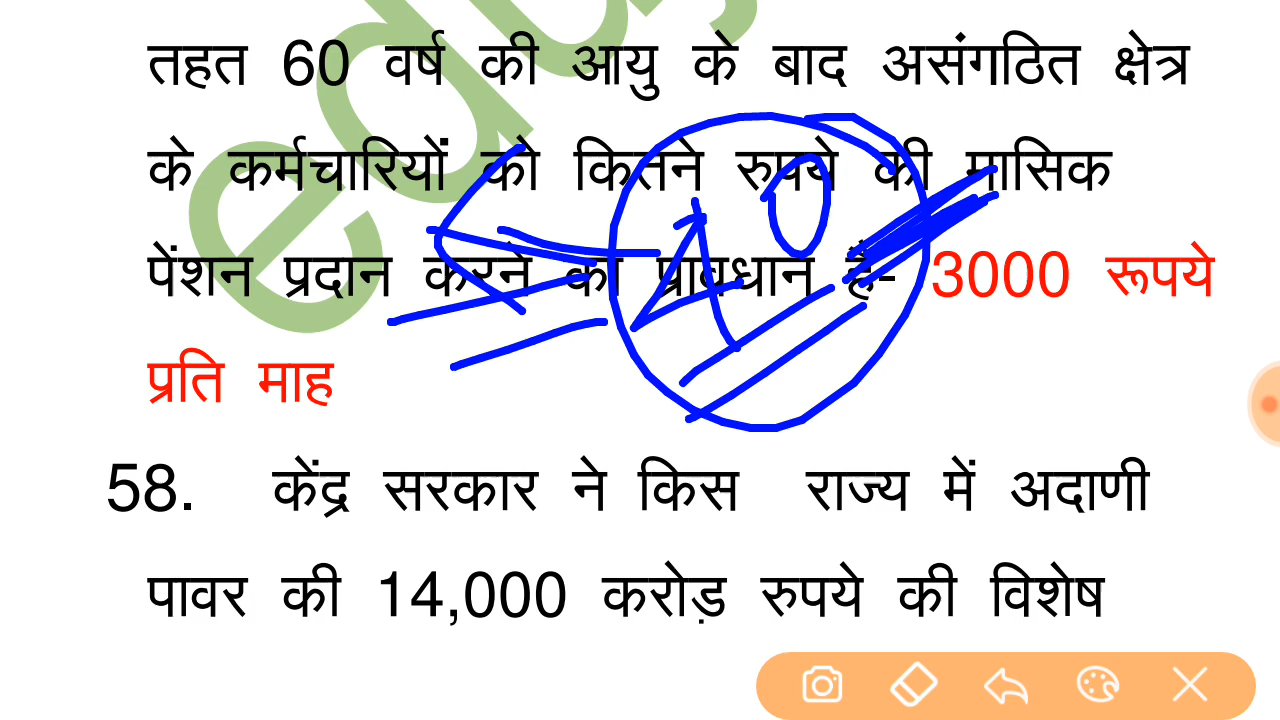 तहत 60 वर्ष की आयु के बाद असंगठित क्षेत्र
के कर्मचारियों को कितने रुपये की मासिक
पेंशन प्रदान करने का प्रावधान है- 3000 रूपये
प्रति माह
58. केंद्र सरकार ने किस राज्य में अदाणी
पावर की 14,000 करोड़ रुपये की विशेष